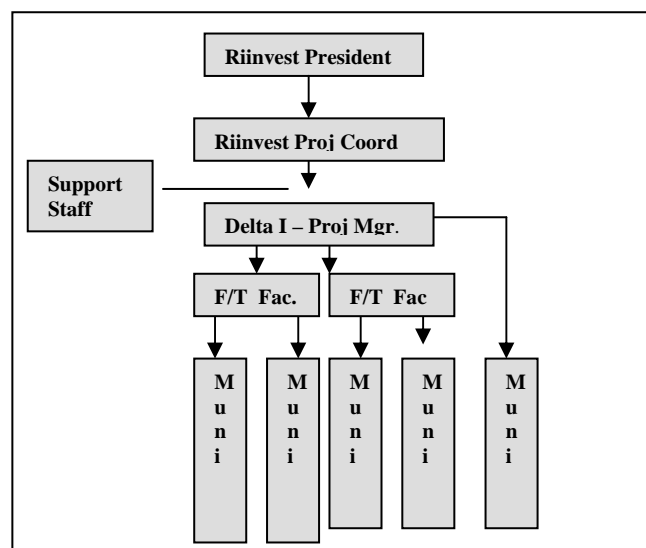 Riinvest President
Riinvest Proj Coord
Support
Staff
Delta I – Proj Mgr.
F/T Fac.
F/T Fac
M
u
n
i
M
u
n
i
M
u
n
i
M
u
n
i
M
u
n
i